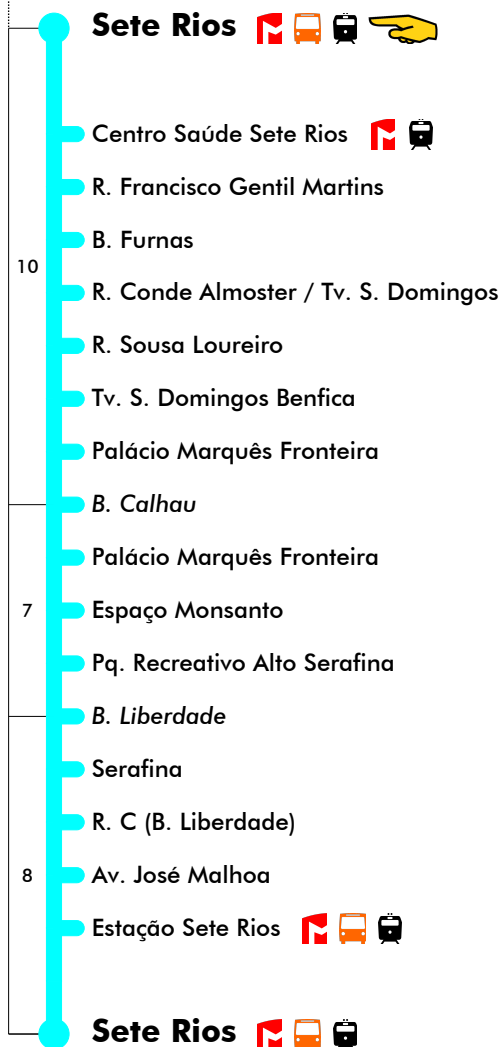 Sete Rios
Centro Saúde Sete Rios
R. Francisco Gentil Martins
B. Furnas
10
R. Conde Almoster / Tv. S. Domingos
R. Sousa Loureiro
Tv. S. Domingos Benfica
Palácio Marquês Fronteira
B. Calhau
Palácio Marquês Fronteira
7
Espaço Monsanto
Pq. Recreativo Alto Serafina
B. Liberdade
Serafina
R. C (B. Liberdade)
8
Av. José Malhoa
Estação Sete Rios
Sete Rios